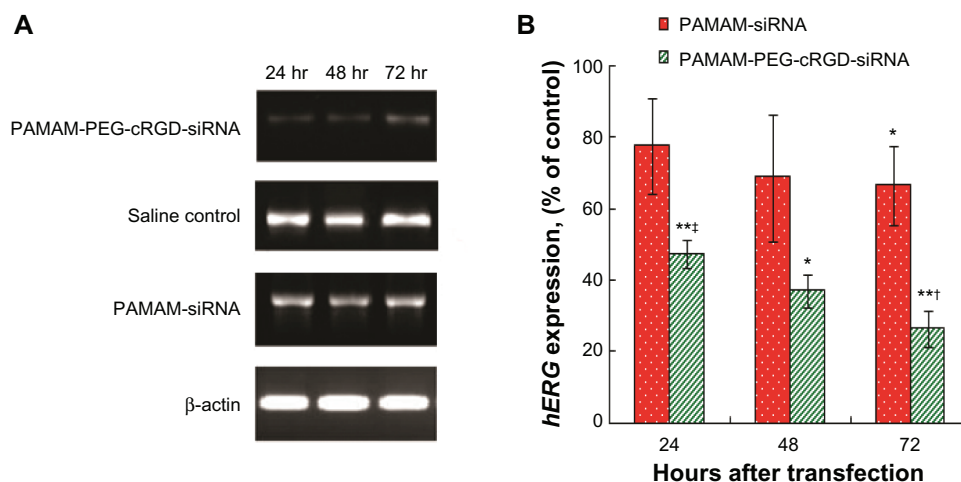 A
24 hr 48 hr 72 hr
PAMAM-PEG-cRGD-siRNA
Saline control
PAMAM-siRNA
β-actin
B
PAMAM-siRNA
PAMAM-PEG-cRGD-siRNA
hERG expression, (% of control)
100
80
60
40
20
0
**‡
*
*
**†
24 48 72
Hours after transfection